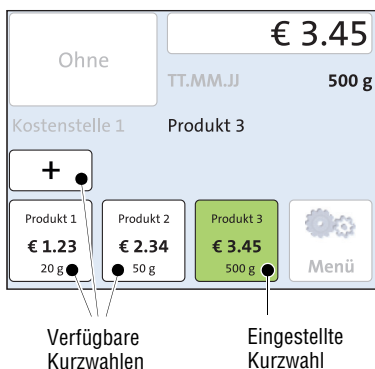 Ohne
€ 3.45
TT.MM.JJ 500 g
Kostenstelle 1 Produkt 3
+
Produkt 1 Produkt 2 Produkt 3
€ 1.23 € 2.34 € 3.45
20 g 50 g 500 g Menü
Verfügbare Eingestellte
Kurzwahlen Kurzwahl